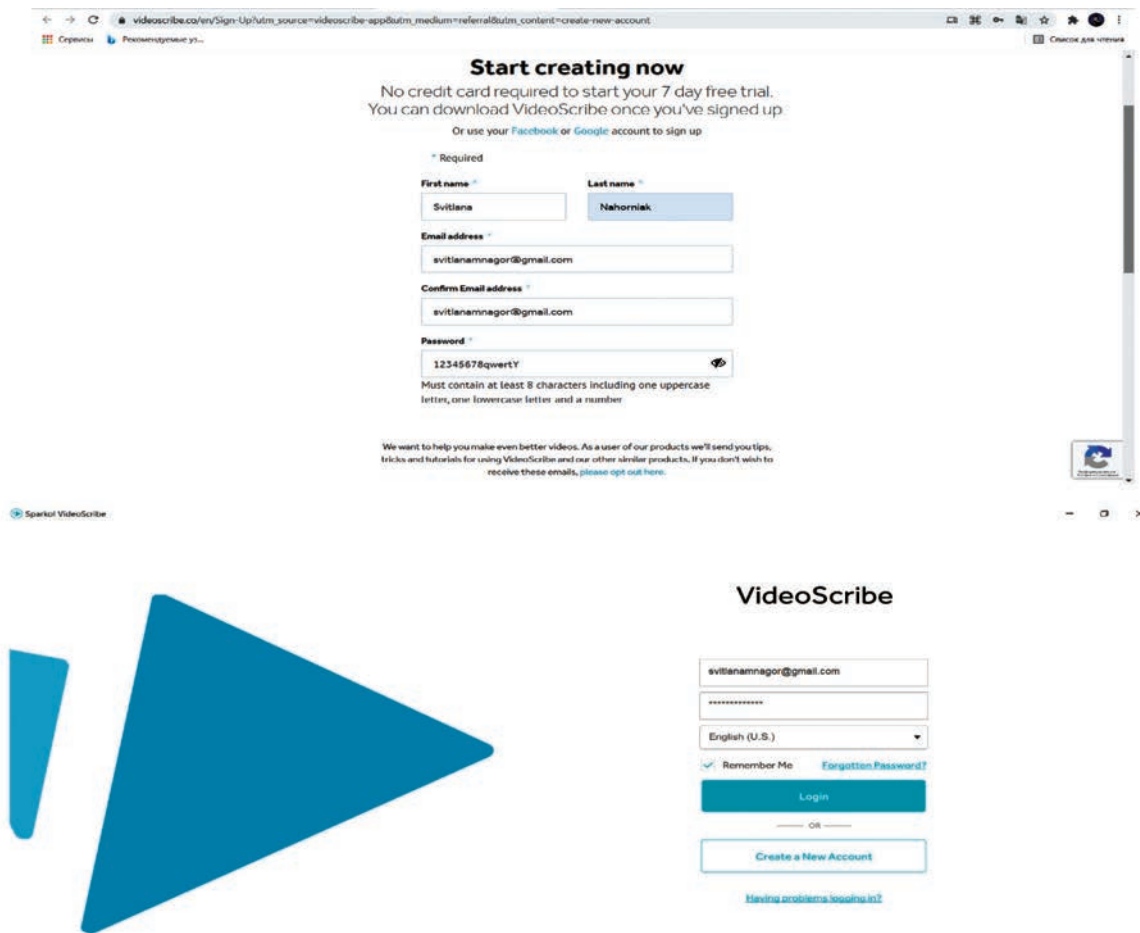 videoscribe.co/en/Sign-Up?utm_source=videoscribe-app&utm_medium=referral&utm_content=create-new-account
Сервисы Рекомендуемые уз... Список для чтения
Start creating now
No credit card required to start your 7 day free trial.
You can download VideoScribe once you've signed up
Or use your Facebook or Google account to sign up
* Required
First name * Last name *
Svitlana Nahorniak
Email address *
svitlanamnagor@gmail.com
Confirm Email address *
svitlanamnagor@gmail.com
Password *
12345678qwertY
Must contain at least 8 characters including one uppercase
letter, one lowercase letter and a number
We want to help you make even better videos. As a user of our products we'll send you tips,
tricks and tutorials for using VideoScribe and our other similar products. If you don't wish to
receive these emails, please opt out here.
Sparkol VideoScribe
VideoScribe
svitlanamnagor@gmail.com
•••••••••••••
English (U.S.)
Remember Me Forgotten Password?
Login
OR
Create a New Account
Having problems logging in?